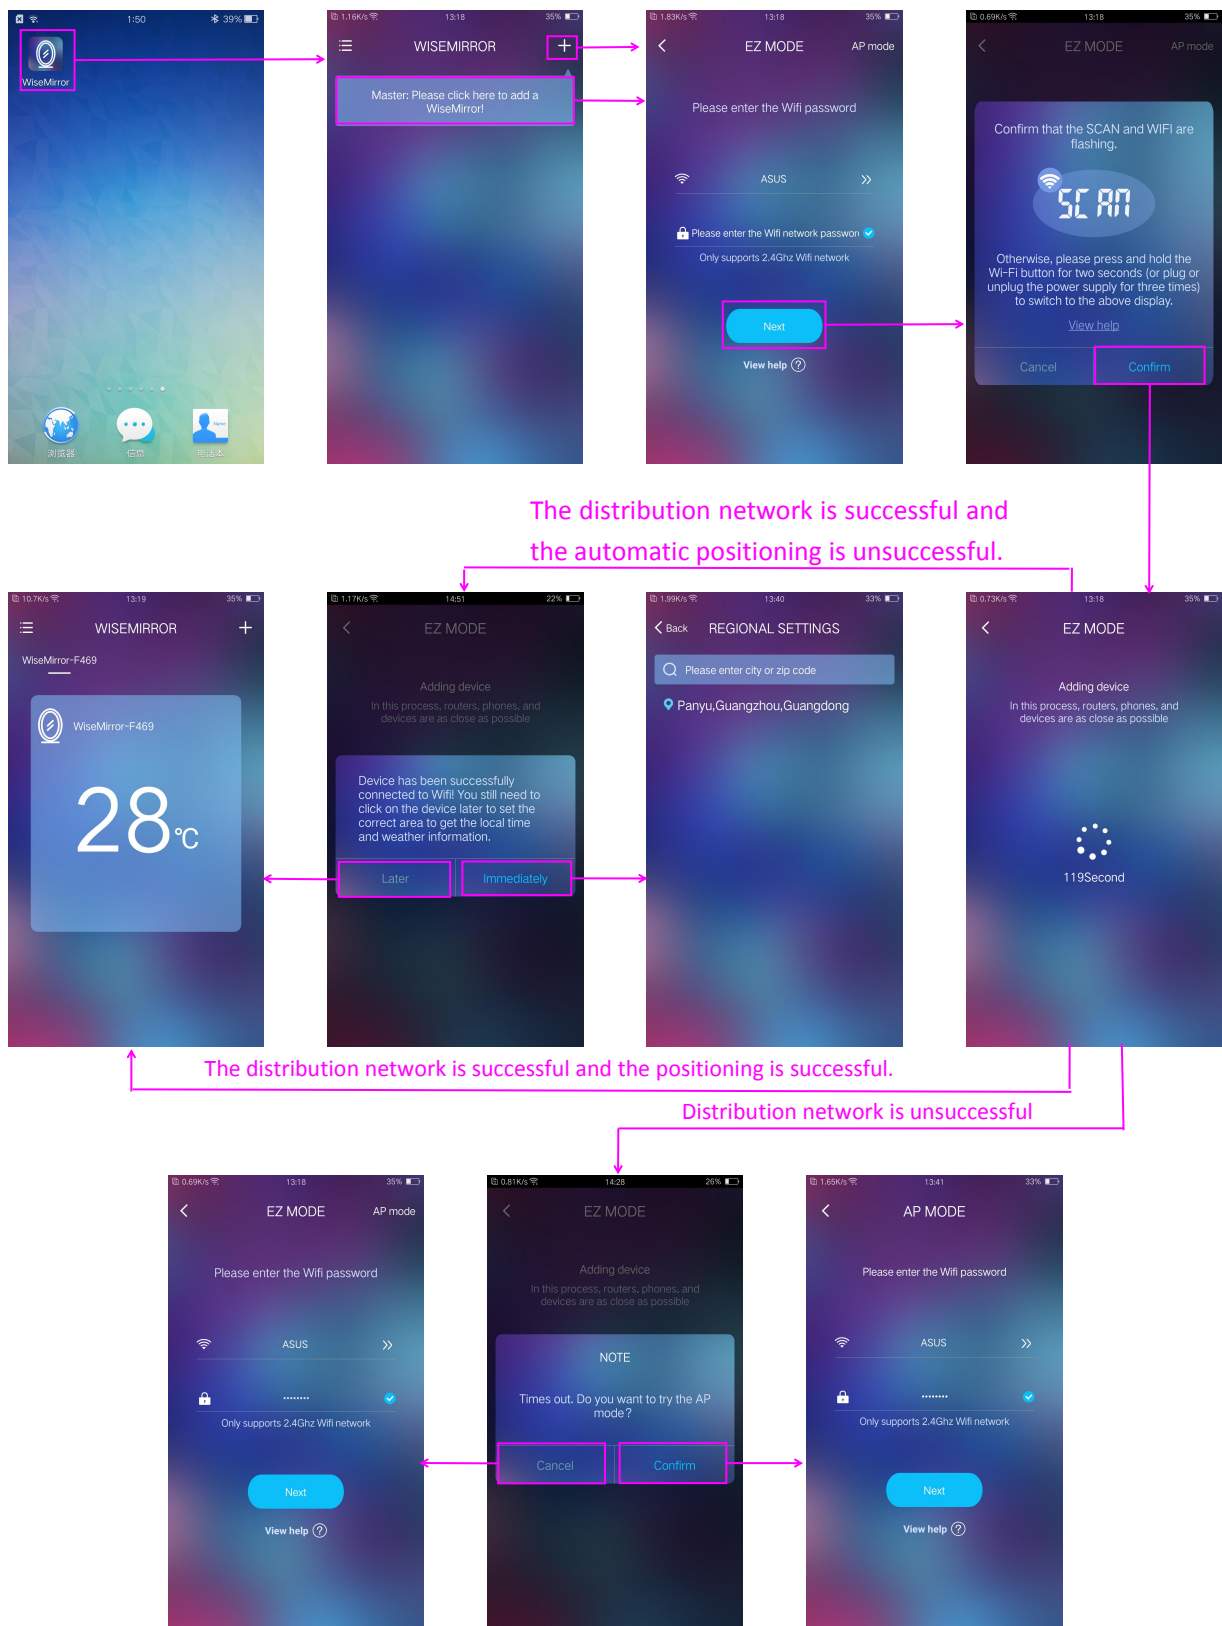 1:50
39%
WiseMirror
浏览器
信息
电话本
1.16K/s
13:18
35%
WISEMIRROR
Master: Please click here to add a
WiseMirror!
1.83K/s
13:18
35%
EZ MODE
AP mode
Please enter the Wifi password
ASUS
Please enter the Wifi network passwor
Only supports 2.4Ghz Wifi network
Next
View help ?
0.69K/s
13:18
35%
EZ MODE
AP mode
Confirm that the SCAN and WIFI are
flashing.
SCAN
Otherwise, please press and hold the
Wi-Fi button for two seconds (or plug or
unplug the power supply for three times)
to switch to the above display.
View help
Cancel
Confirm
The distribution network is successful and
the automatic positioning is unsuccessful.
10.7K/s
13:19
35%
WISEMIRROR
WiseMirror-F469
WiseMirror-F469
28℃
1.17K/s
14:51
22%
EZ MODE
Adding device
In this process, routers, phones, and
devices are as close as possible
Device has been successfully
connected to Wifi! You still need to
click on the device later to set the
correct area to get the local time
and weather information.
Later
Immediately
1.99K/s
13:40
33%
Back
REGIONAL SETTINGS
Please enter city or zip code
Panyu,Guangzhou,Guangdong
0.73K/s
13:18
35%
EZ MODE
Adding device
In this process, routers, phones, and
devices are as close as possible
119Second
The distribution network is successful and the positioning is successful.
Distribution network is unsuccessful
0.69K/s
13:18
35%
EZ MODE
AP mode
Please enter the Wifi password
ASUS
••••••••
Only supports 2.4Ghz Wifi network
Next
View help ?
0.81K/s
14:28
26%
EZ MODE
Adding device
In this process, routers, phones, and
devices are as close as possible
NOTE
Times out. Do you want to try the AP
mode?
Cancel
Confirm
1.65K/s
13:41
33%
AP MODE
Please enter the Wifi password
ASUS
••••••••
Only supports 2.4Ghz Wifi network
Next
View help ?